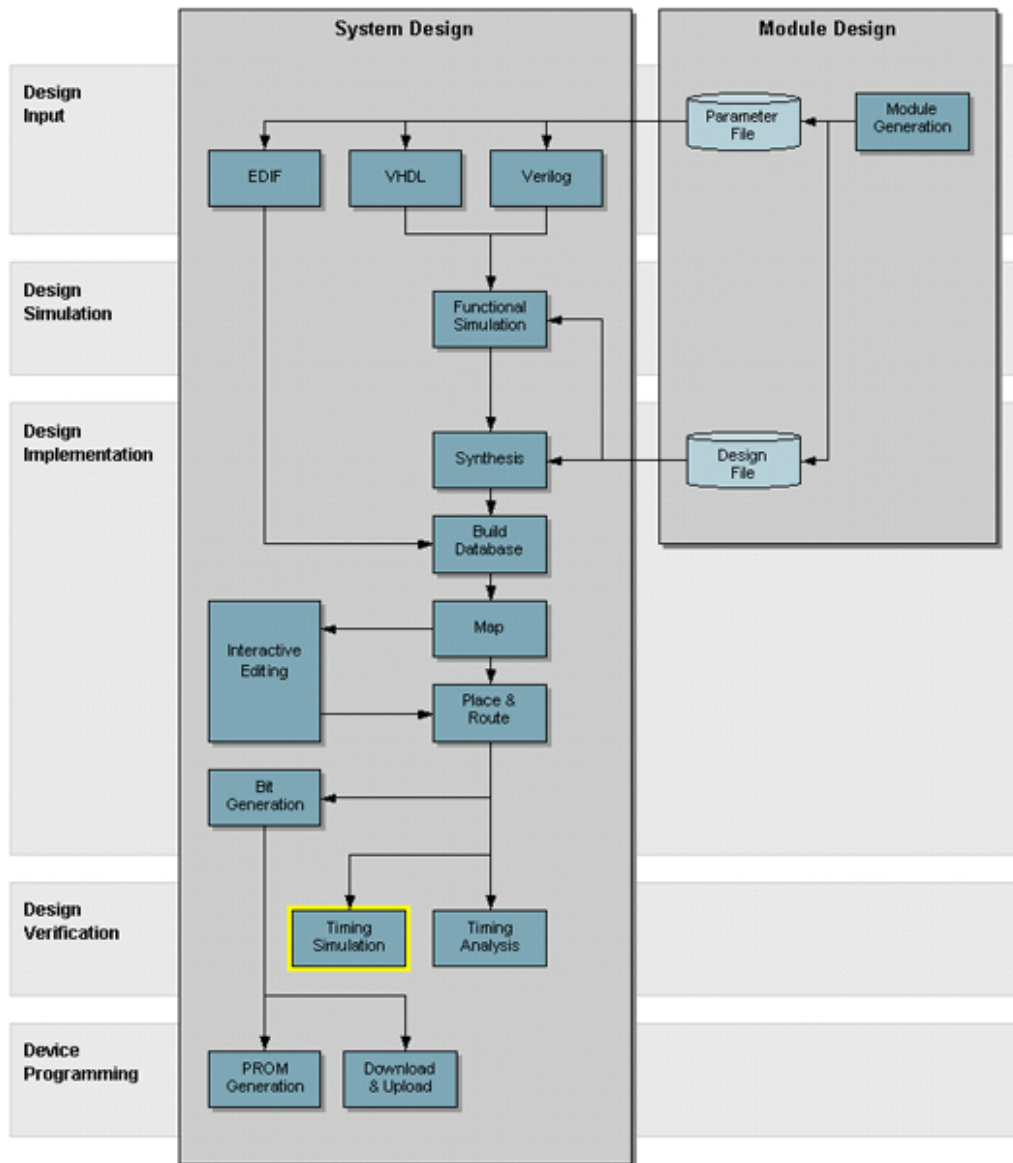 System Design
Module Design
Design
Input
Parameter
File
Module
Generation
EDIF
VHDL
Verilog
Design
Simulation
Functional
Simulation
Design
Implementation
Synthesis
Design
File
Build
Database
Map
Interactive
Editing
Place &
Route
Bit
Generation
Design
Verification
Timing
Simulation
Timing
Analysis
Device
Programming
PROM
Generation
Download
& Upload